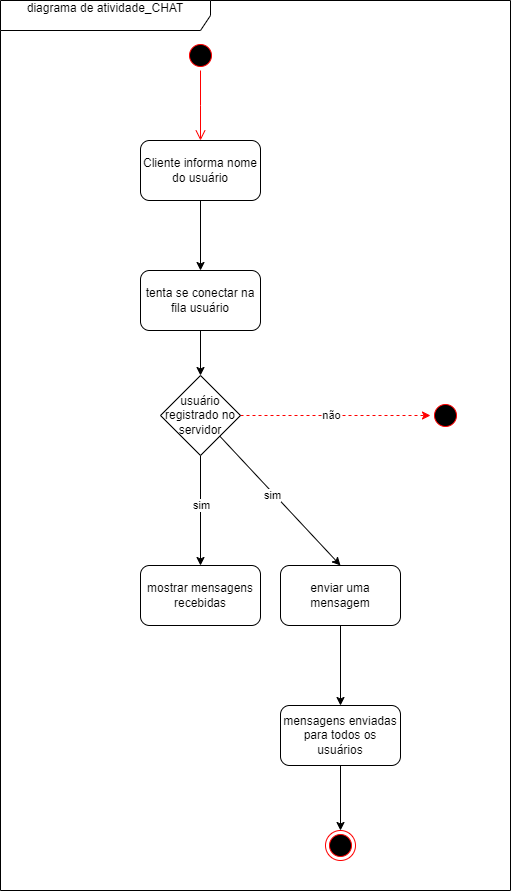 diagrama de atividade_CHAT
Cliente informa nome
do usuário
tenta se conectar na
fila usuário
usuário
registrado no
servidor
não
sim
sim
mostrar mensagens
recebidas
enviar uma
mensagem
mensagens enviadas
para todos os
usuários